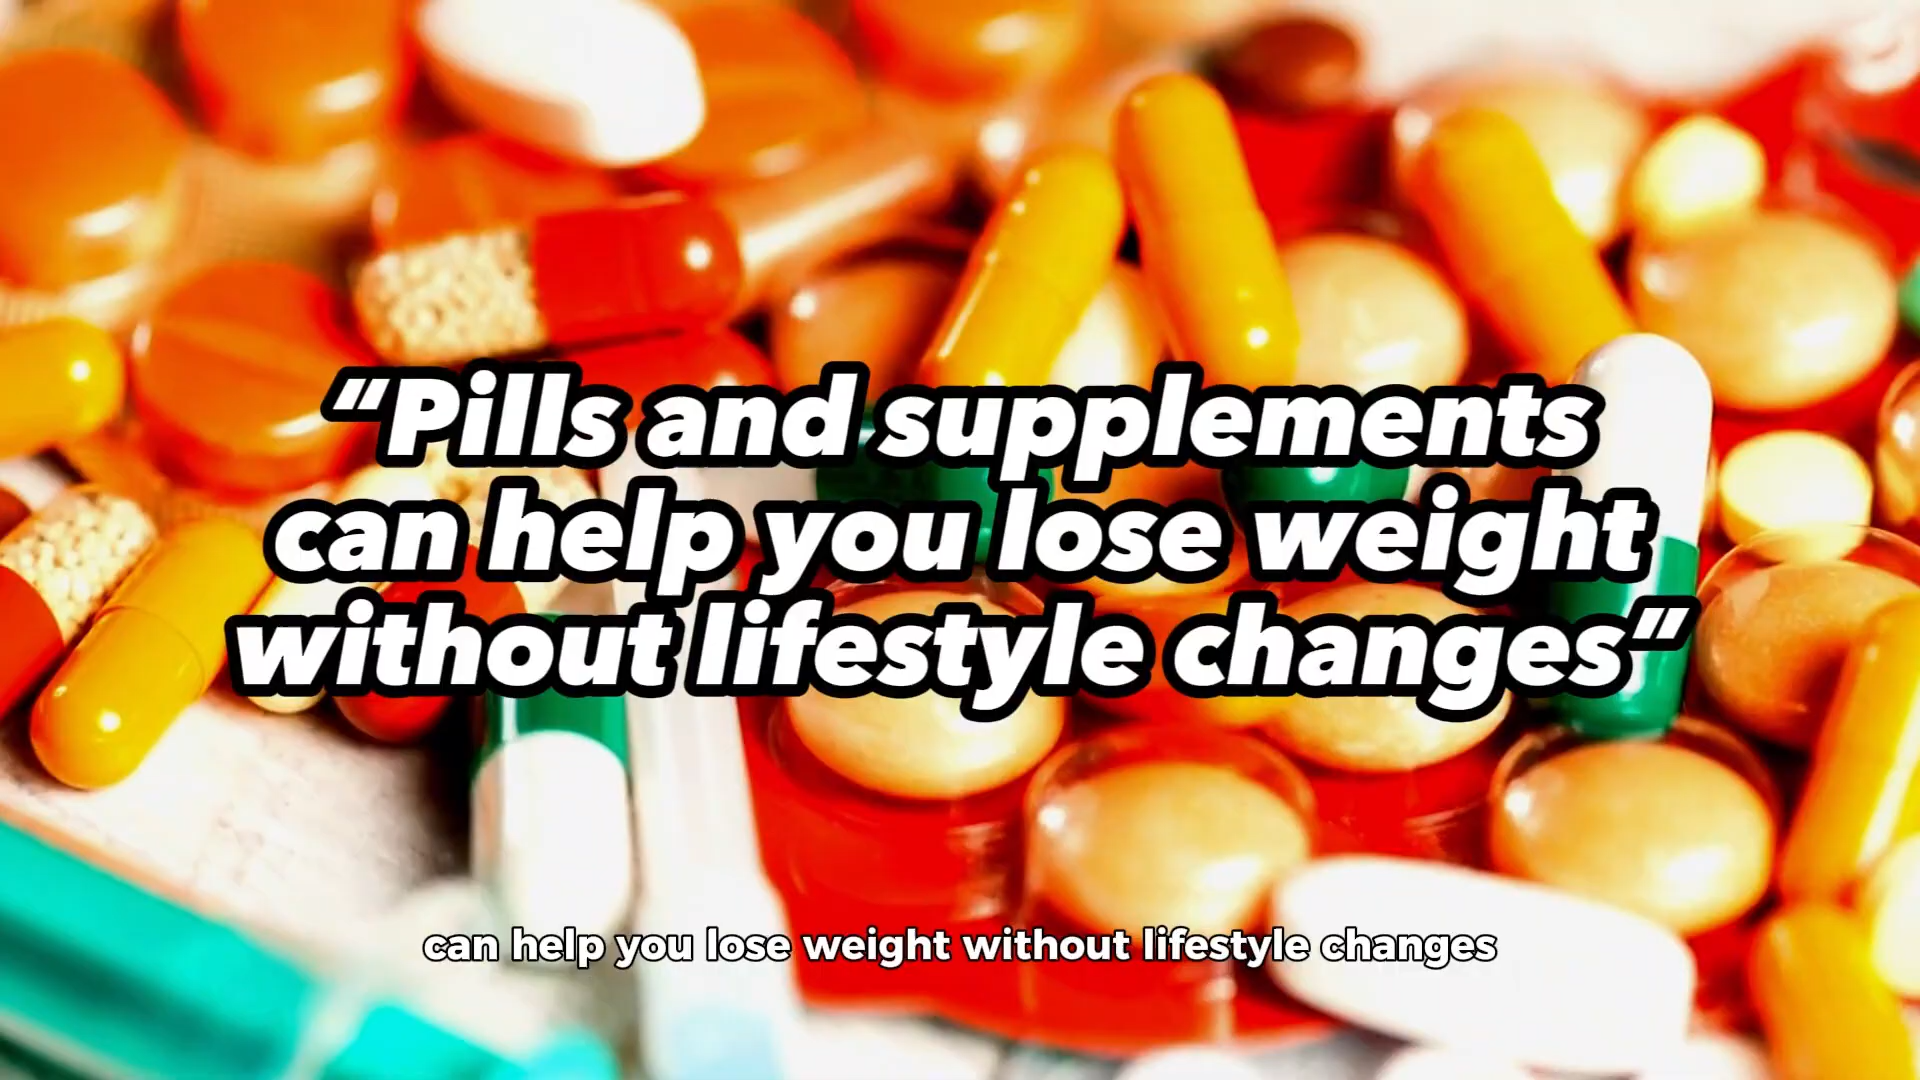 “Pills and supplements
can help you lose weight
without lifestyle changes”
can help you lose weight without lifestyle changes